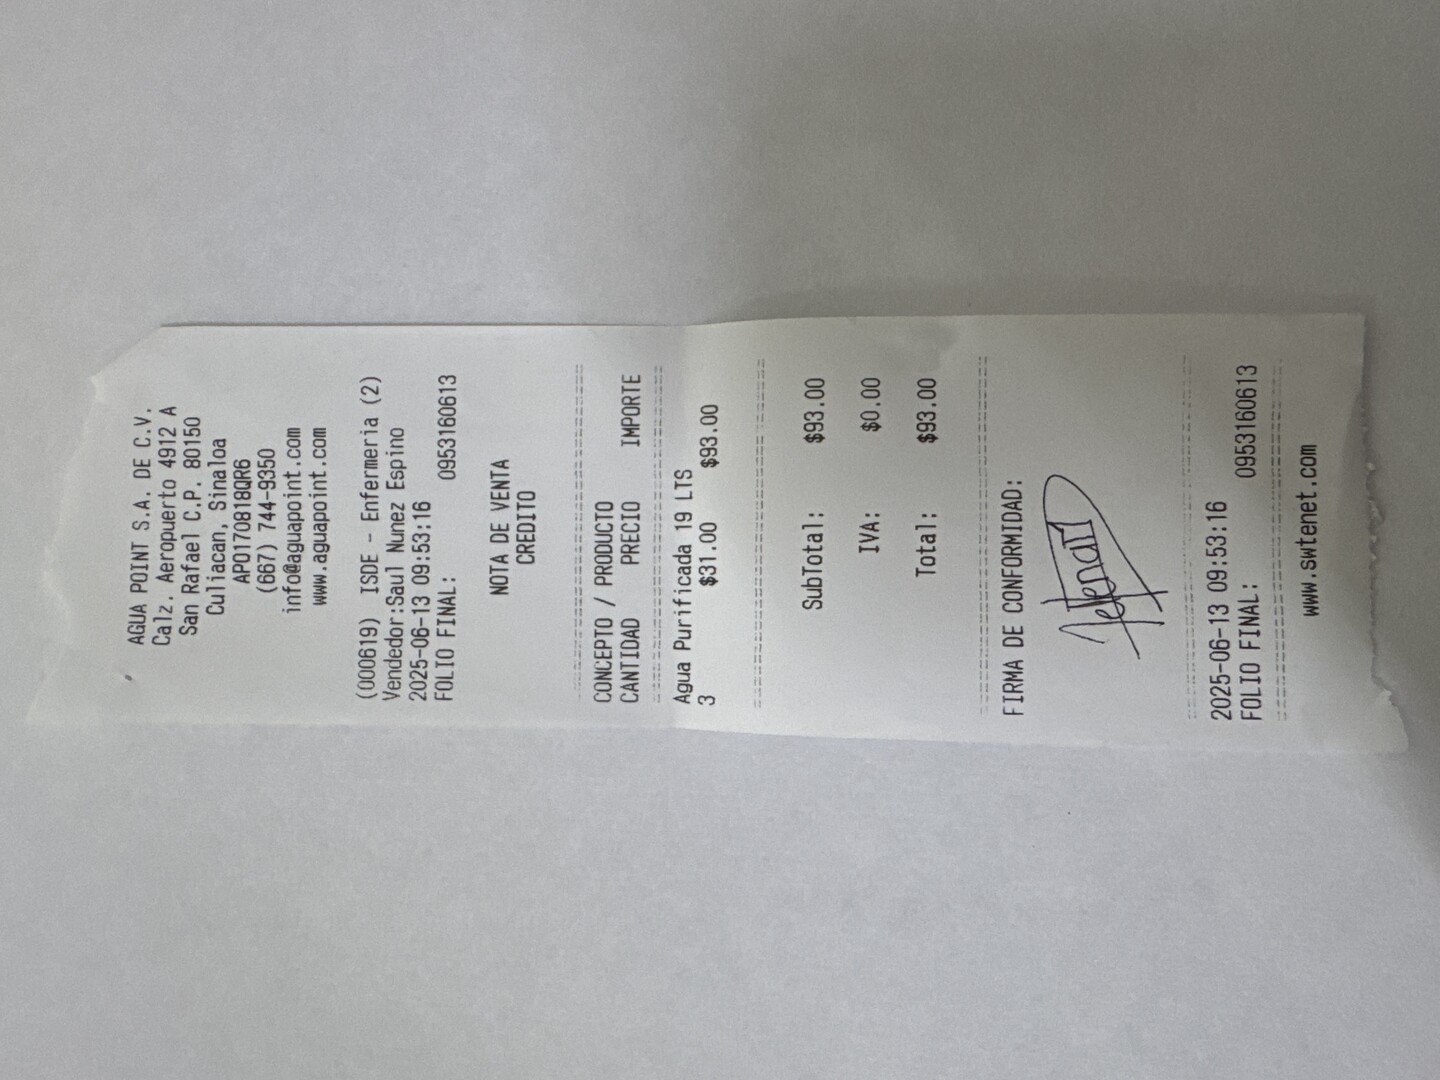 AGUA POINT S.A. DE C.V.
Calz. Aeropuerto 4912 A
San Rafael C.P. 80150
Culiacan, Sinaloa
APO170818QR6
(667) 744-9350
info@aguapoint.com
www.aguapoint.com
(000619) ISDE - Enfermeria (2)
Vendedor:Saul Nunez Espino
2025-06-13 09:53:16
FOLIO FINAL: 0953160613
NOTA DE VENTA
CREDITO
CONCEPTO / PRODUCTO
CANTIDAD PRECIO IMPORTE
Agua Purificada 19 LTS
3 $31.00 $93.00
SubTotal: $93.00
IVA: $0.00
Total: $93.00
FIRMA DE CONFORMIDAD:
2025-06-13 09:53:16
FOLIO FINAL: 0953160613
www.swtenet.com